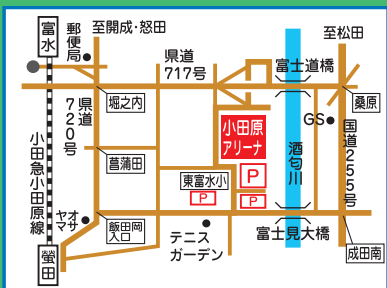 富水
郵便局
至開成・怒田
県道
717号
富士道橋
至松田
堀之内
桑原
県道720号
小田原
アリーナ
GS
国道255号
小田急小田原線
菖蒲田
東富水小
P
P
P
酒匂川
ヤオ
マサ
飯田岡
入口
テニス
ガーデン
富士見大橋
成田南
螢田